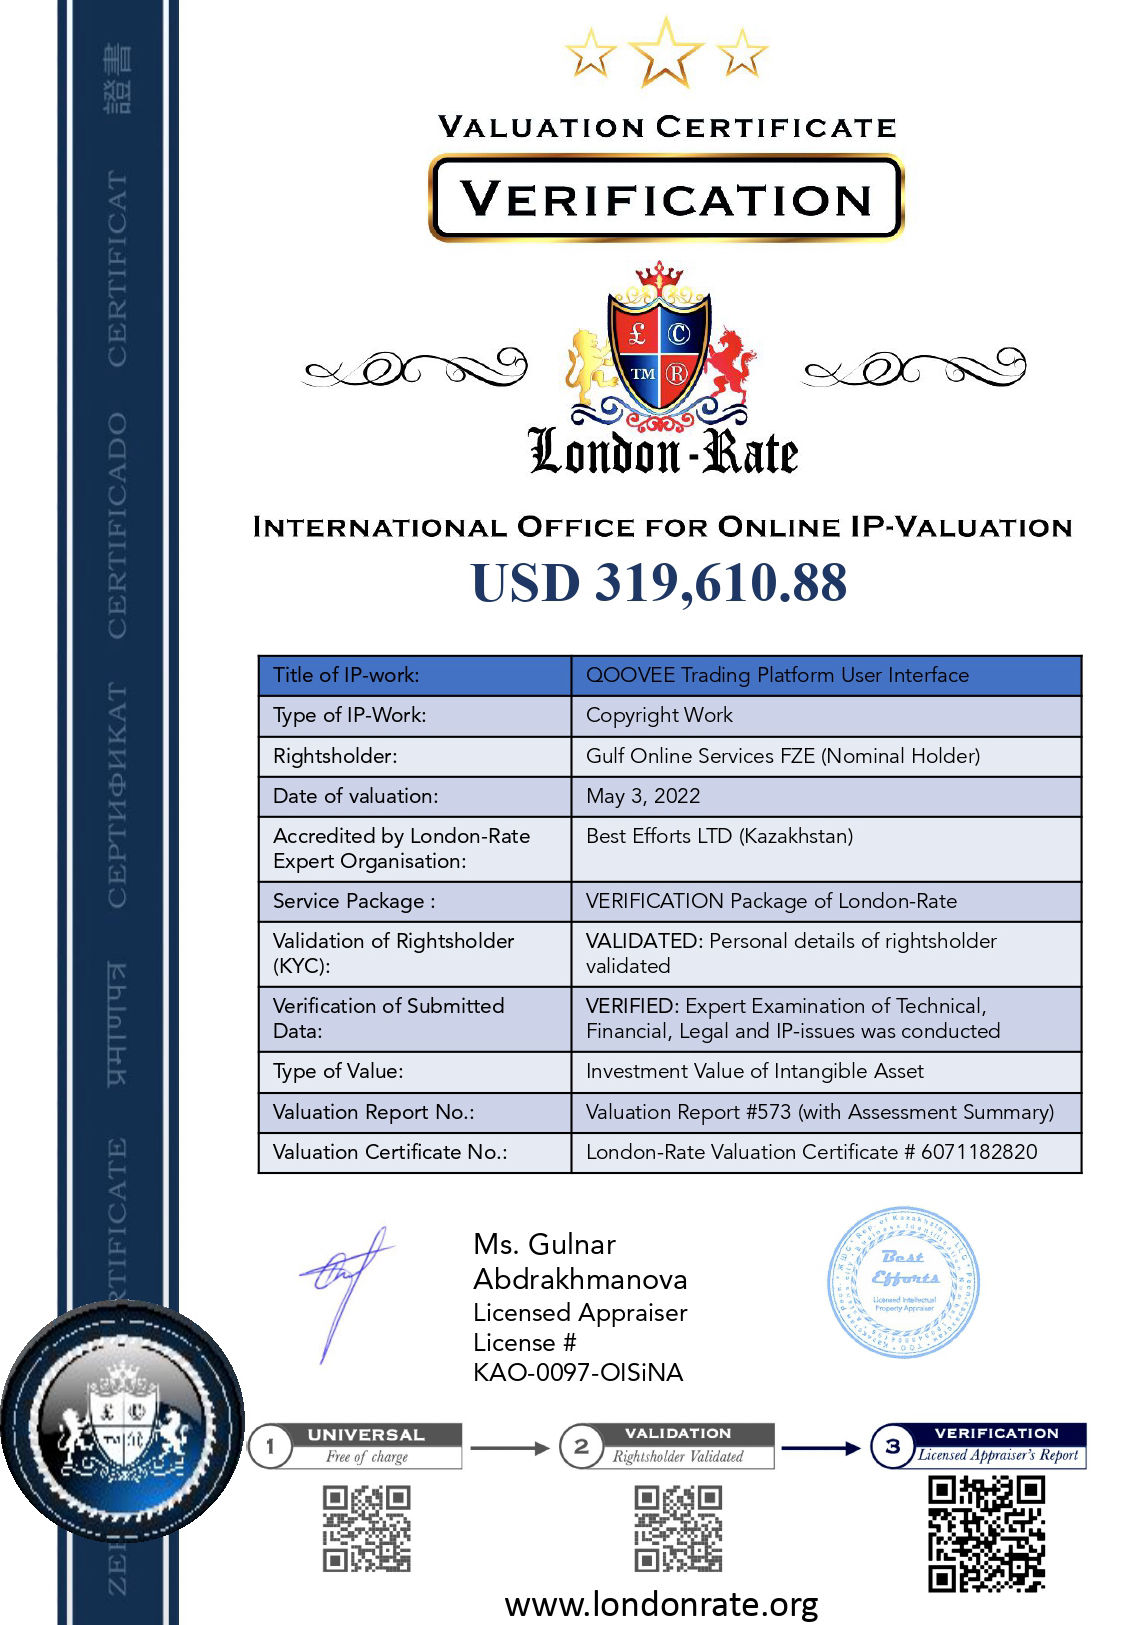 VALUATION CERTIFICATE
VERIFICATION
£ ©
TM ®
London-Rate
INTERNATIONAL OFFICE FOR ONLINE IP-VALUATION
USD 319,610.88
Title of IP-work: QOOVEE Trading Platform User Interface
Type of IP-Work: Copyright Work
Rightsholder: Gulf Online Services FZE (Nominal Holder)
Date of valuation: May 3, 2022
Accredited by London-Rate Expert Organisation: Best Efforts LTD (Kazakhstan)
Service Package : VERIFICATION Package of London-Rate
Validation of Rightsholder (KYC): VALIDATED: Personal details of rightsholder validated
Verification of Submitted Data: VERIFIED: Expert Examination of Technical, Financial, Legal and IP-issues was conducted
Type of Value: Investment Value of Intangible Asset
Valuation Report No.: Valuation Report #573 (with Assessment Summary)
Valuation Certificate No.: London-Rate Valuation Certificate # 6071182820
Ms. Gulnar
Abdrakhmanova
Licensed Appraiser
License #
KAO-0097-OISiNA
Best
Efforts
Licensed Intellectual
Property Appraiser
1 UNIVERSAL
Free of charge
2 VALIDATION
Rightsholder Validated
3 VERIFICATION
Licensed Appraiser's Report
www.londonrate.org
證書
CERTIFICAT
CERTIFICADO
СЕРТИФИКАТ
प्रमाणपत्र